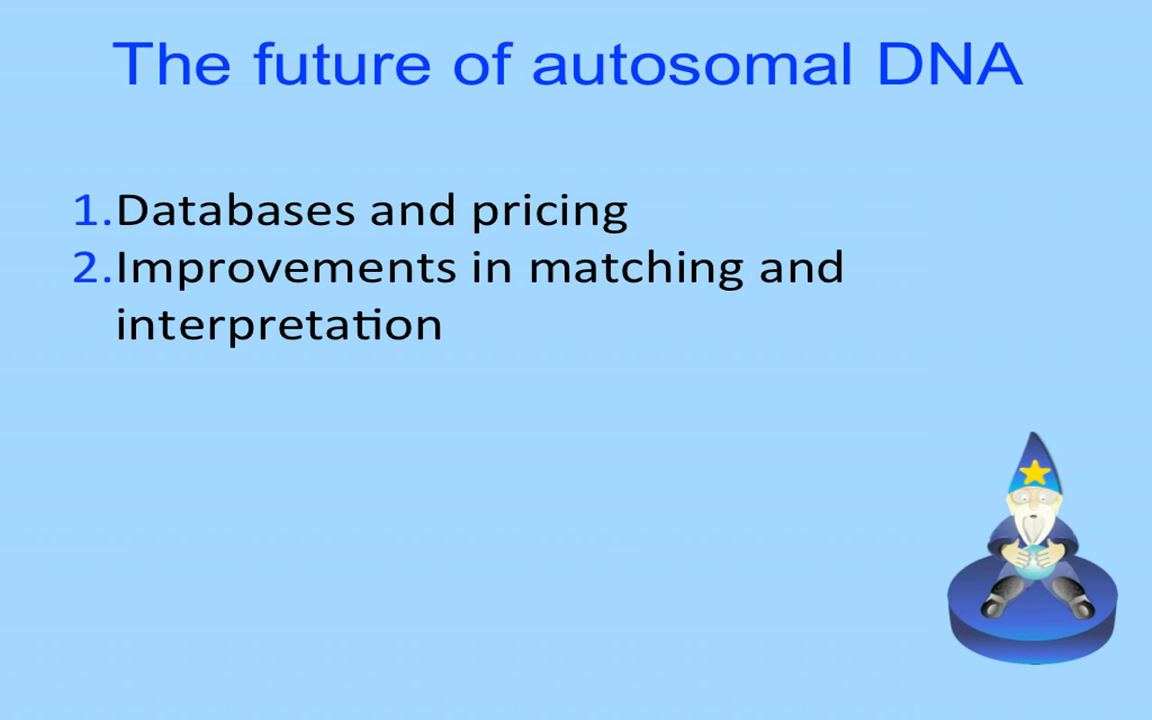 The future of autosomal DNA
1.Databases and pricing
2.Improvements in matching and
interpretation